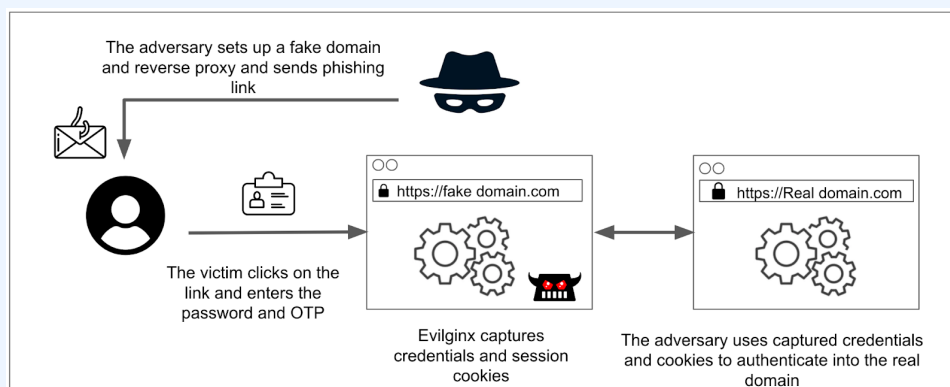 The adversary sets up a fake domain
and reverse proxy and sends phishing
link
https://fake domain.com
https://Real domain.com
The victim clicks on the
link and enters the
password and OTP
Evilginx captures
credentials and session
cookies
The adversary uses captured credentials
and cookies to authenticate into the real
domain